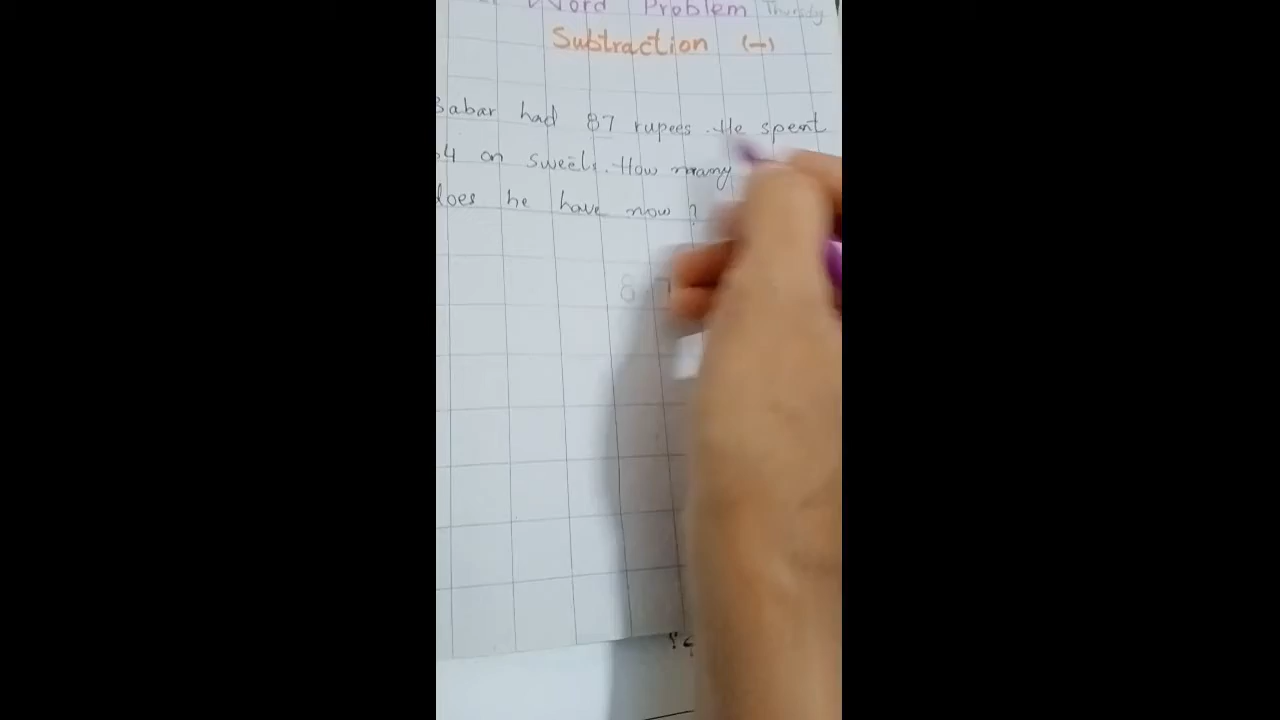 Word Problem Thursday
Subtraction (-)
Babar had 87 rupees. He spent
4 on sweets. How many
does he have now ?
8 7